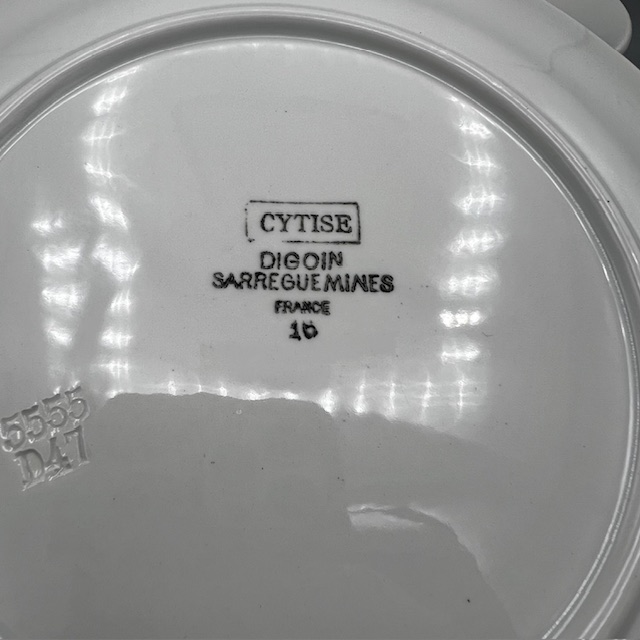 CYTISE
DIGOIN
SARREGUEMINES
FRANCE
16
5555
D47